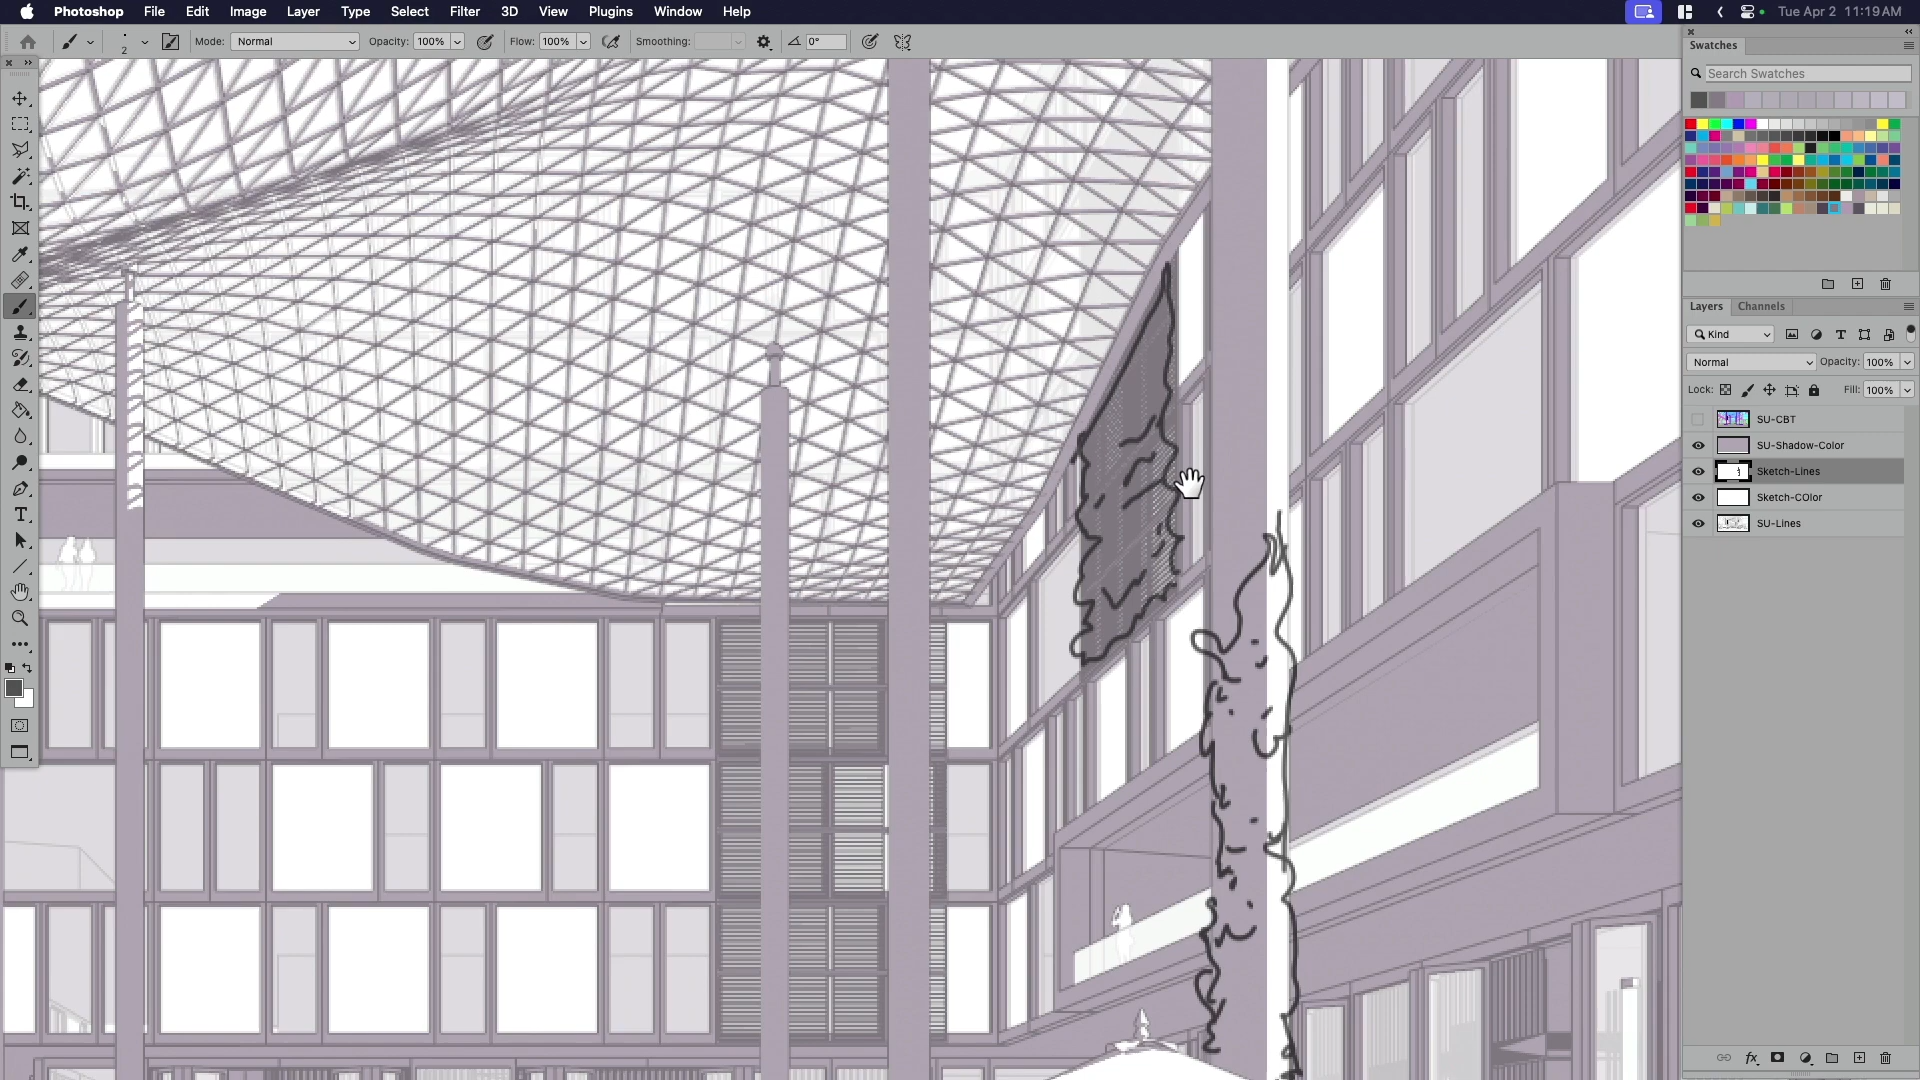 Photoshop File Edit Image Layer Type Select Filter 3D View Plugins Window Help
Tue Apr 2 11:19 AM
2 Mode: Normal Opacity: 100% Flow: 100% Smoothing: 0°
Swatches
Search Swatches
Layers Channels
Kind
Normal Opacity: 100%
Lock: Fill: 100%
SU-CBT
SU-Shadow-Color
Sketch-Lines
Sketch-COlor
SU-Lines
fx